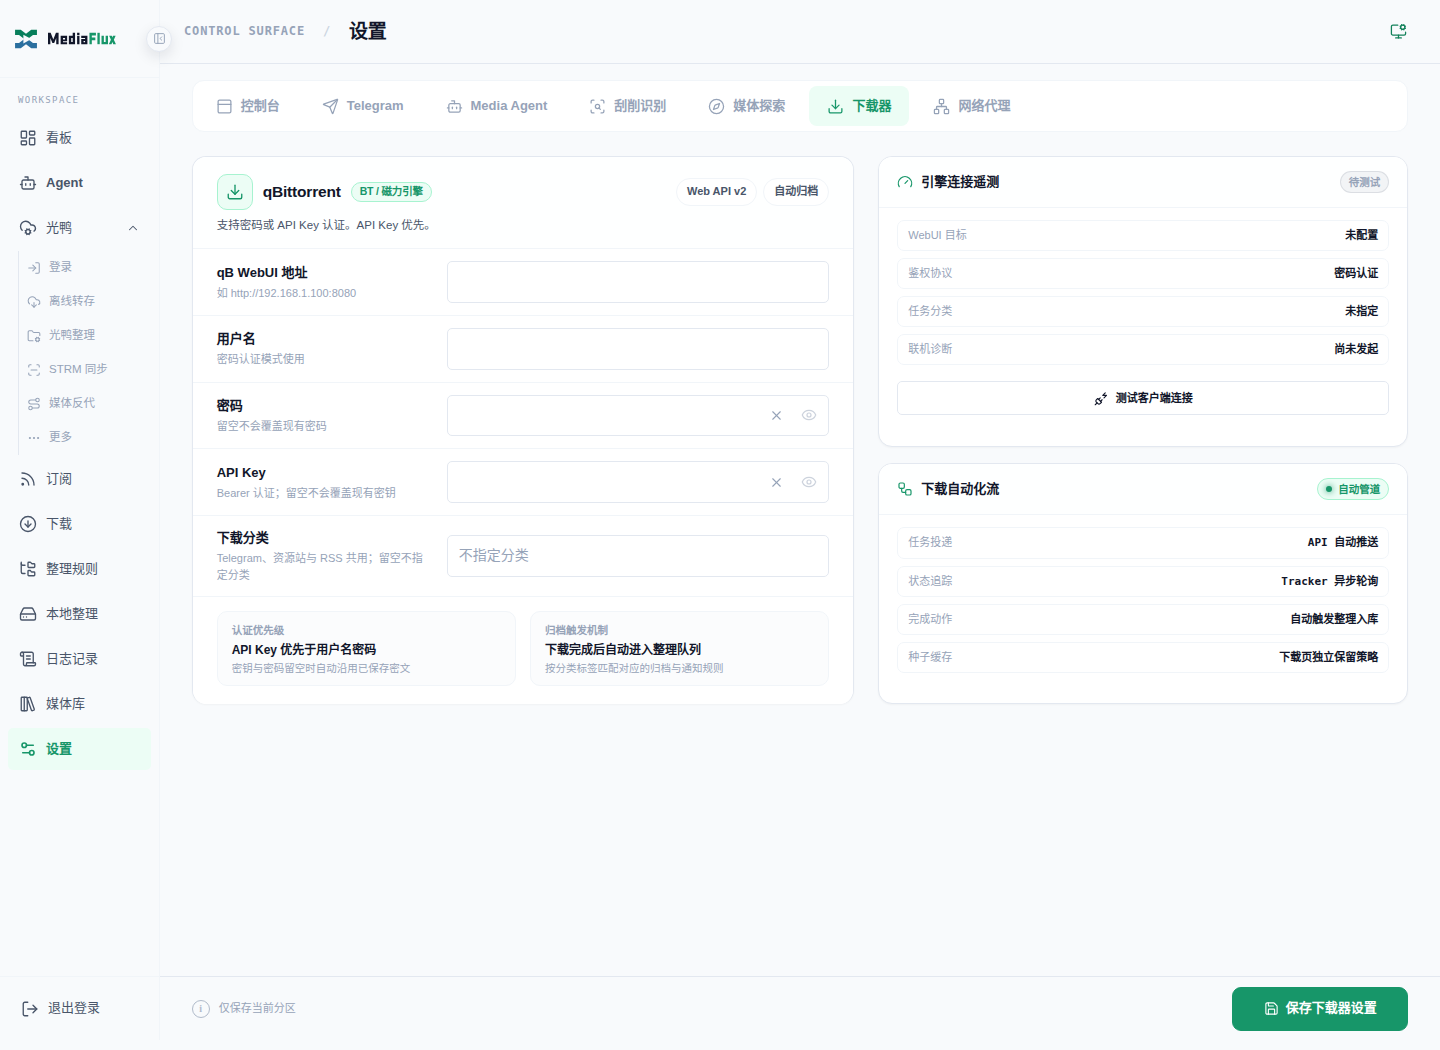 MediaFlux
CONTROL SURFACE / 设置
WORKSPACE
看板
Agent
光鸭
登录
离线转存
光鸭整理
STRM 同步
媒体反代
更多
订阅
下载
整理规则
本地整理
日志记录
媒体库
设置
退出登录
控制台
Telegram
Media Agent
刮削识别
媒体探索
下载器
网络代理
qBittorrent
BT / 磁力引擎
Web API v2
自动归档
支持密码或 API Key 认证。API Key 优先。
qB WebUI 地址
如 http://192.168.1.100:8080
用户名
密码认证模式使用
密码
留空不会覆盖现有密码
API Key
Bearer 认证；留空不会覆盖现有密钥
下载分类
Telegram、资源站与 RSS 共用；留空不指
定分类
不指定分类
认证优先级
API Key 优先于用户名密码
密钥与密码留空时自动沿用已保存密文
归档触发机制
下载完成后自动进入整理队列
按分类标签匹配对应的归档与通知规则
引擎连接遥测
待测试
WebUI 目标
未配置
鉴权协议
密码认证
任务分类
未指定
联机诊断
尚未发起
测试客户端连接
下载自动化流
自动管道
任务投递
API 自动推送
状态追踪
Tracker 异步轮询
完成动作
自动触发整理入库
种子缓存
下载页独立保留策略
仅保存当前分区
保存下载器设置